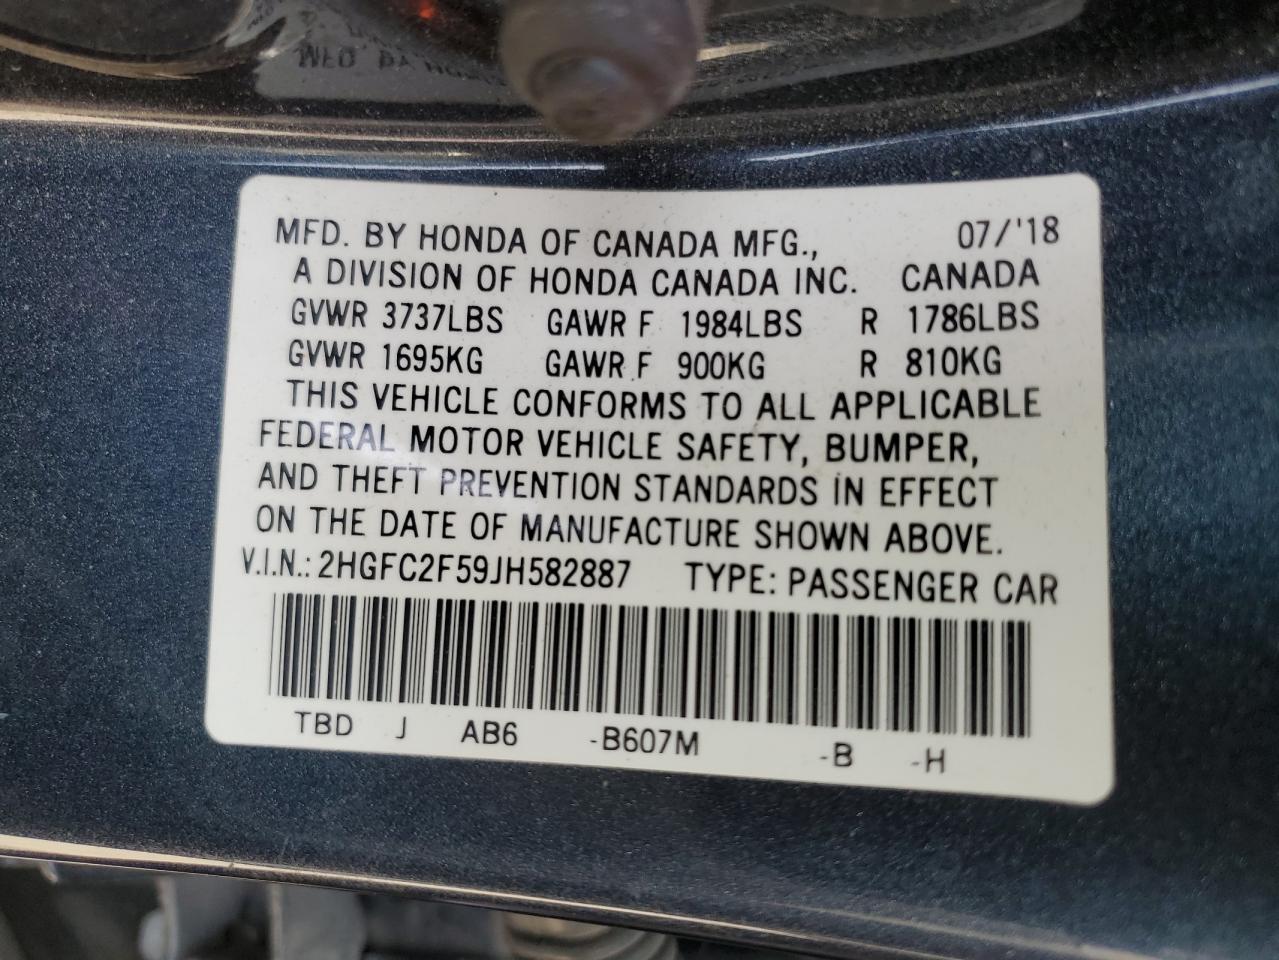 MFD. BY HONDA OF CANADA MFG., 07/'18
A DIVISION OF HONDA CANADA INC. CANADA
GVWR 3737LBS GAWR F 1984LBS R 1786LBS
GVWR 1695KG GAWR F 900KG R 810KG
THIS VEHICLE CONFORMS TO ALL APPLICABLE
FEDERAL MOTOR VEHICLE SAFETY, BUMPER,
AND THEFT PREVENTION STANDARDS IN EFFECT
ON THE DATE OF MANUFACTURE SHOWN ABOVE.
V.I.N.: 2HGFC2F59JH582887 TYPE: PASSENGER CAR
TBD J AB6 -B607M -B -H